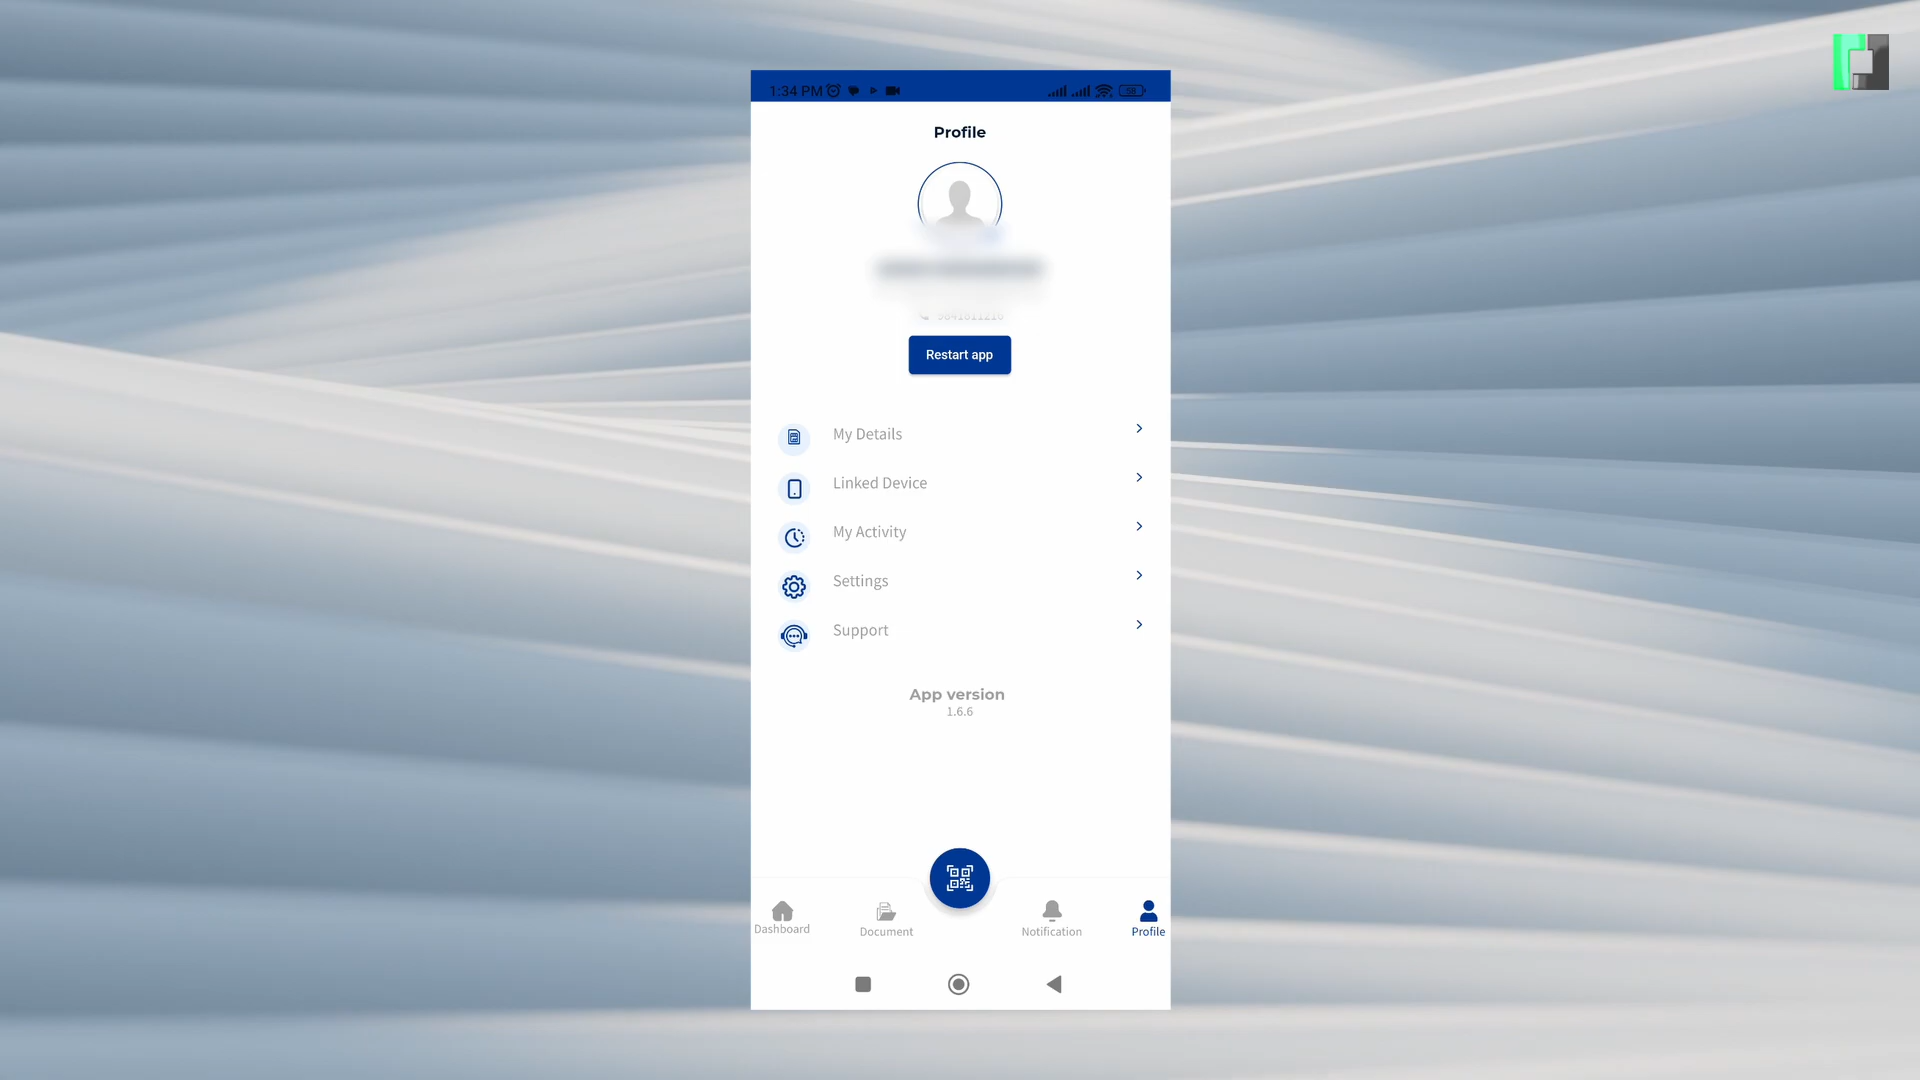 1:34 PM
58
Profile
Restart app
My Details
Linked Device
My Activity
Settings
Support
App version
1.6.6
Dashboard
Document
Notification
Profile